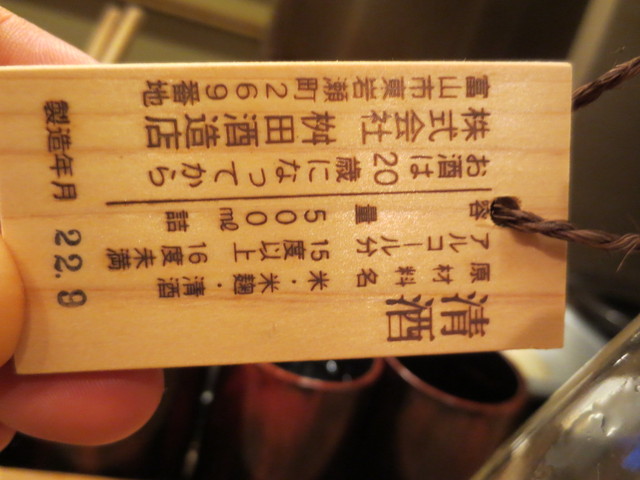 清酒
原材料名 米・米麹・清酒
アルコール分 15度以上16度未満
容量 500㎖詰
お酒は20歳になってから
株式会社 桝田酒造店
富山市東岩瀬町269番地
製造年月 22.9